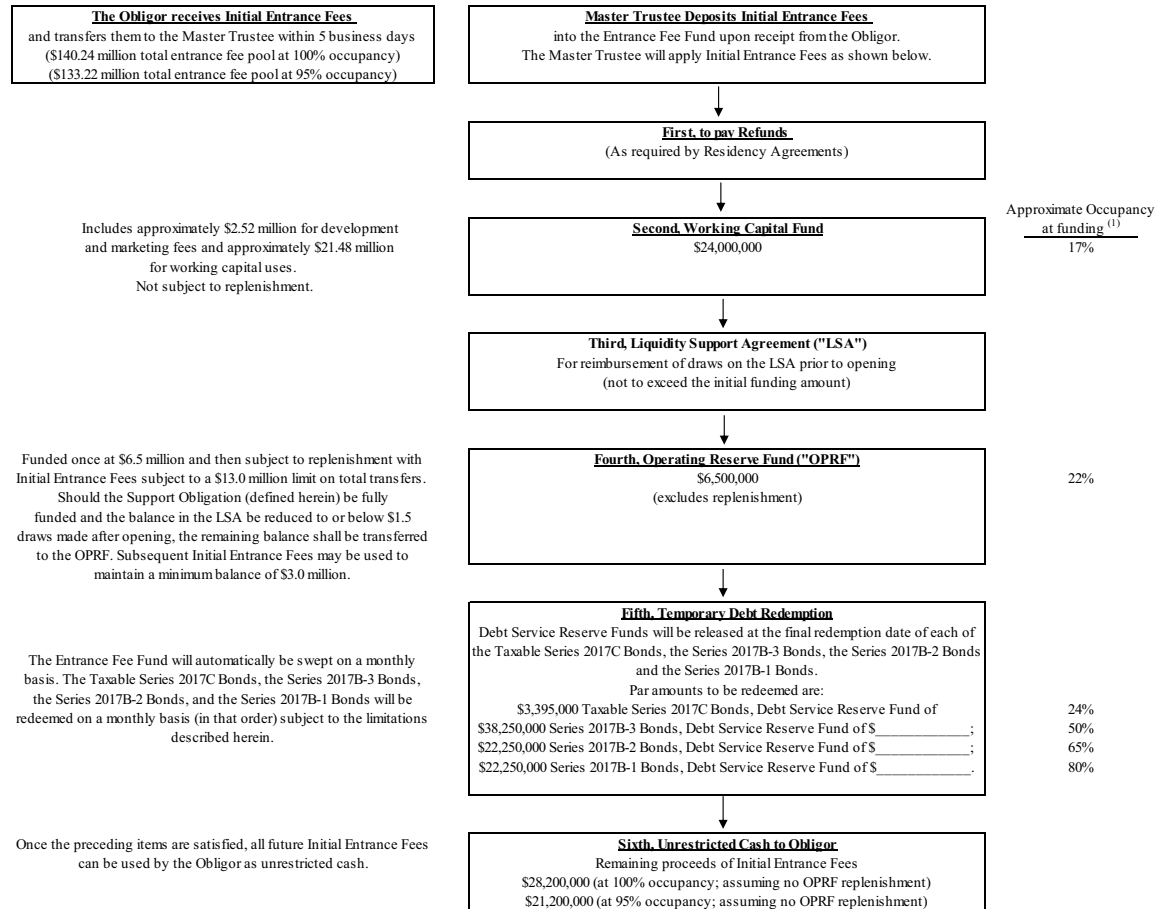 The Obligor receives Initial Entrance Fees
and transfers them to the Master Trustee within 5 business days
($140.24 million total entrance fee pool at 100% occupancy)
($133.22 million total entrance fee pool at 95% occupancy)
Master Trustee Deposits Initial Entrance Fees
into the Entrance Fee Fund upon receipt from the Obligor.
The Master Trustee will apply Initial Entrance Fees as shown below.
First, to pay Refunds
(As required by Residency Agreements)
Includes approximately $2.52 million for development
and marketing fees and approximately $21.48 million
for working capital uses.
Not subject to replenishment.
Second, Working Capital Fund
$24,000,000
Approximate Occupancy
at funding (1)
17%
Third, Liquidity Support Agreement ("LSA")
For reimbursement of draws on the LSA prior to opening
(not to exceed the initial funding amount)
Funded once at $6.5 million and then subject to replenishment with
Initial Entrance Fees subject to a $13.0 million limit on total transfers.
Should the Support Obligation (defined herein) be fully
funded and the balance in the LSA be reduced to or below $1.5
draws made after opening, the remaining balance shall be transferred
to the OPRF. Subsequent Initial Entrance Fees may be used to
maintain a minimum balance of $3.0 million.
Fourth, Operating Reserve Fund ("OPRF")
$6,500,000
(excludes replenishment)
22%
The Entrance Fee Fund will automatically be swept on a monthly
basis. The Taxable Series 2017C Bonds, the Series 2017B-3 Bonds,
the Series 2017B-2 Bonds, and the Series 2017B-1 Bonds will be
redeemed on a monthly basis (in that order) subject to the limitations
described herein.
Fifth, Temporary Debt Redemption
Debt Service Reserve Funds will be released at the final redemption date of each of
the Taxable Series 2017C Bonds, the Series 2017B-3 Bonds, the Series 2017B-2 Bonds
and the Series 2017B-1 Bonds.
Par amounts to be redeemed are:
$3,395,000 Taxable Series 2017C Bonds, Debt Service Reserve Fund of
$38,250,000 Series 2017B-3 Bonds, Debt Service Reserve Fund of $____________;
$22,250,000 Series 2017B-2 Bonds, Debt Service Reserve Fund of $____________;
$22,250,000 Series 2017B-1 Bonds, Debt Service Reserve Fund of $____________.
24%
50%
65%
80%
Once the preceding items are satisfied, all future Initial Entrance Fees
can be used by the Obligor as unrestricted cash.
Sixth, Unrestricted Cash to Obligor
Remaining proceeds of Initial Entrance Fees
$28,200,000 (at 100% occupancy; assuming no OPRF replenishment)
$21,200,000 (at 95% occupancy; assuming no OPRF replenishment)